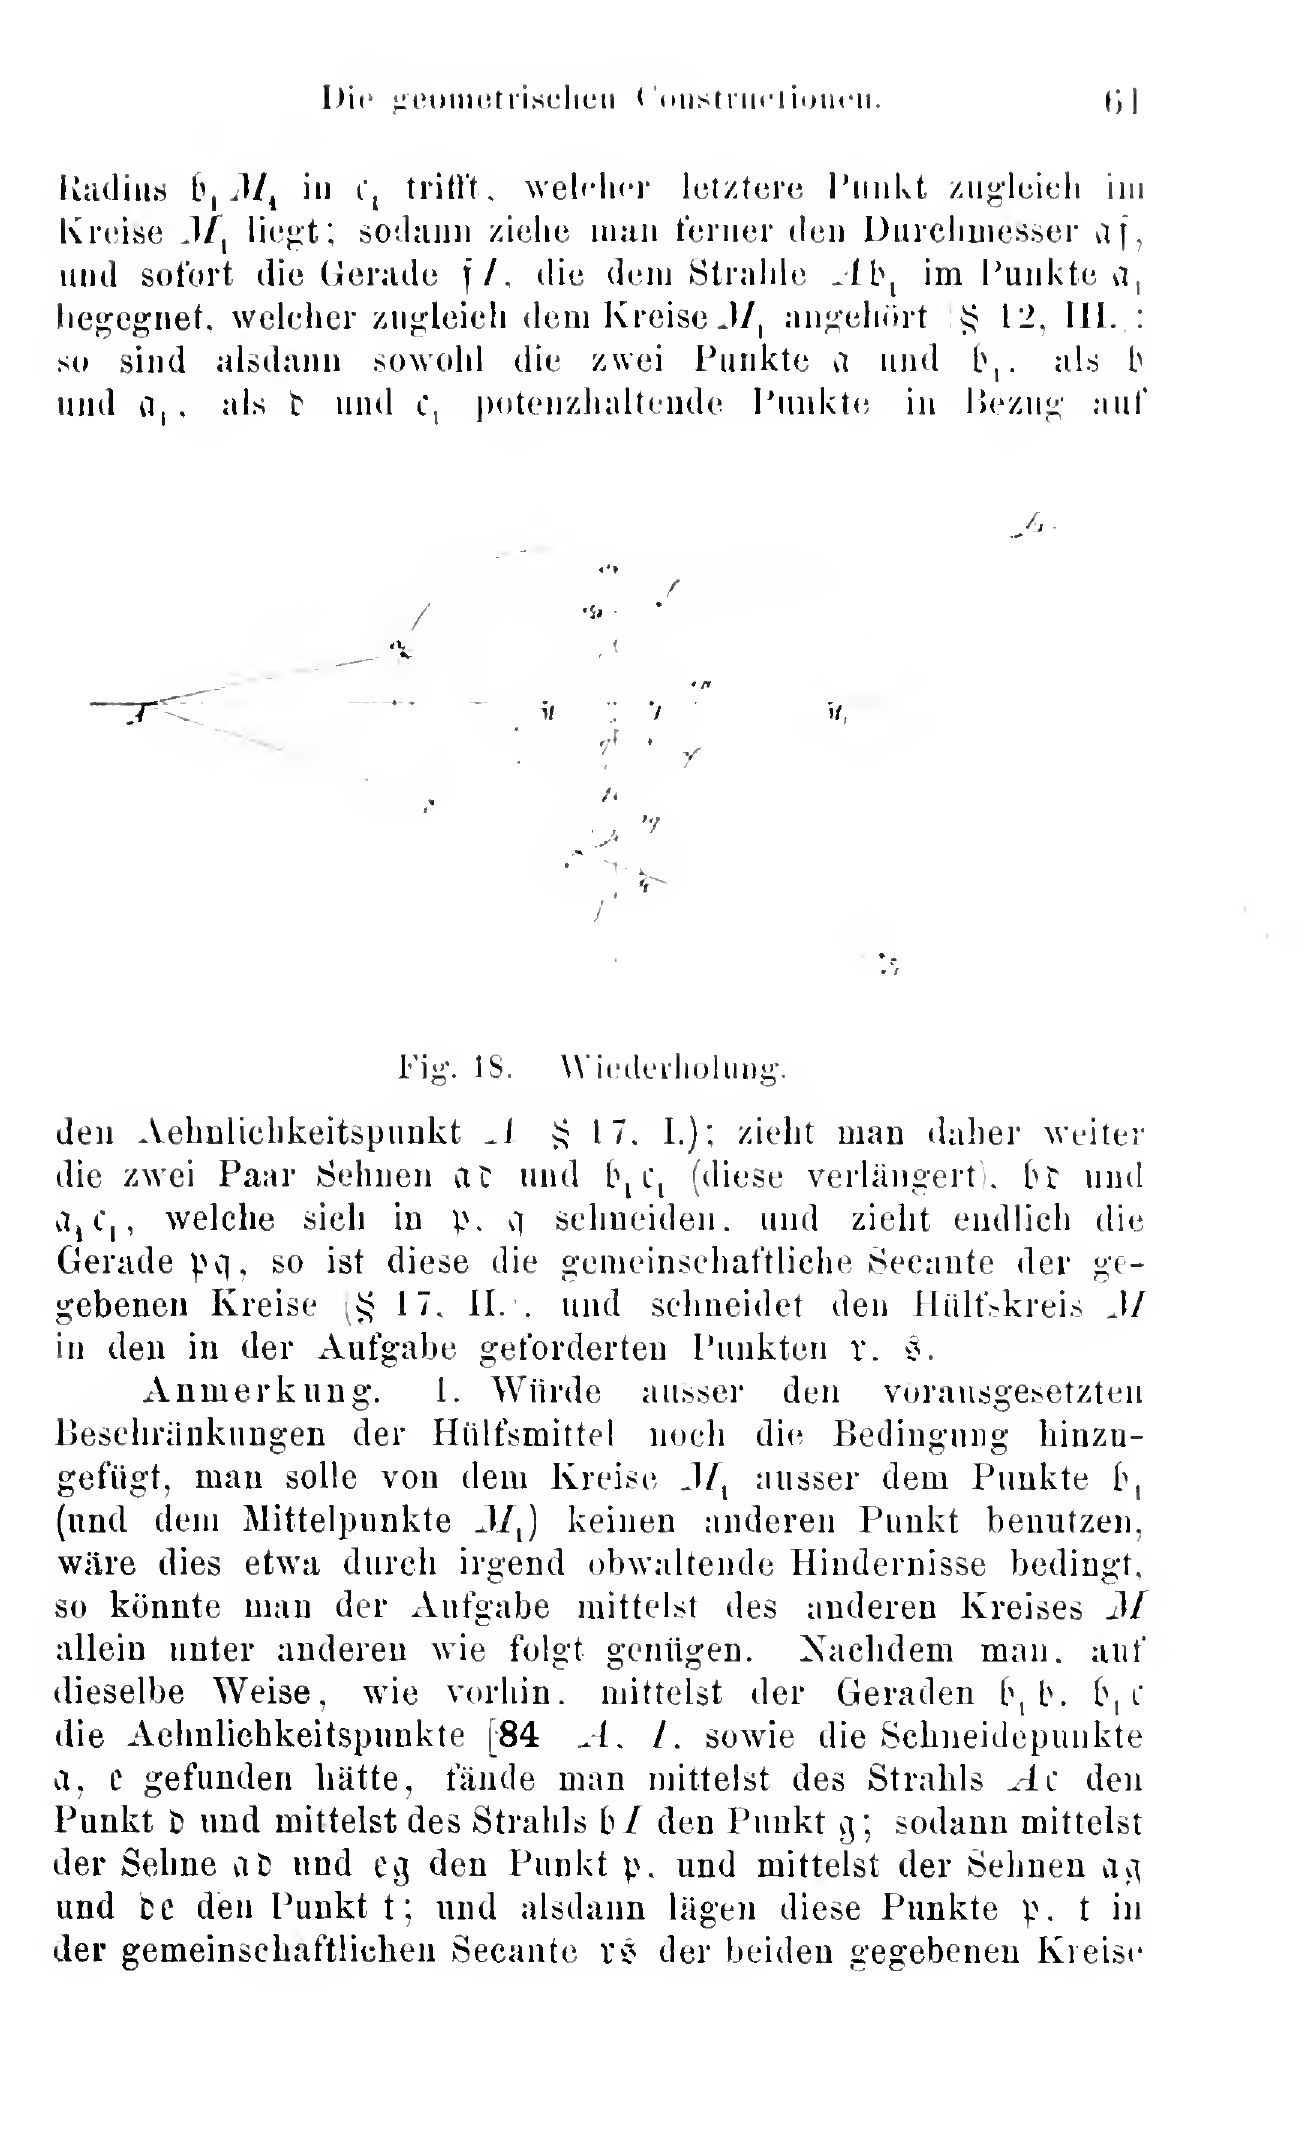 Die geometrischen Constructionen. 61
Radius 𝔟₁M₁ in 𝔠₁ trifft, welcher letztere Punkt zugleich im
Kreise M₁ liegt; sodann ziehe man ferner den Durchmesser 𝔞𝔣,
und sofort die Gerade 𝔣I, die dem Strahle A𝔟₁ im Punkte 𝔞₁
begegnet, welcher zugleich dem Kreise M₁ angehört § 12, III. :
so sind alsdann sowohl die zwei Punkte 𝔞 und 𝔟₁, als 𝔟
und 𝔞₁, als 𝔡 und 𝔠₁ potenzhaltende Punkte in Bezug auf
A
M
I
M₁
Fig. 18. Wiederholung.
den Aehnlichkeitspunkt A § 17, I.); zieht man daher weiter
die zwei Paar Sehnen 𝔞𝔡 und 𝔟₁𝔠₁ (diese verlängert), 𝔟𝔡 und
𝔞₁𝔠₁, welche sich in 𝔭, 𝔮 schneiden, und zieht endlich die
Gerade 𝔭𝔮, so ist diese die gemeinschaftliche Secante der ge-
gebenen Kreise (§ 17, II. , und schneidet den Hülfskreis M
in den in der Aufgabe geforderten Punkten 𝔯, 𝔰.
Anmerkung. 1. Würde ausser den vorausgesetzten
Beschränkungen der Hülfsmittel noch die Bedingung hinzu-
gefügt, man solle von dem Kreise M₁ ausser dem Punkte 𝔟₁
(und dem Mittelpunkte M₁) keinen anderen Punkt benutzen,
wäre dies etwa durch irgend obwaltende Hindernisse bedingt,
so könnte man der Aufgabe mittelst des anderen Kreises M
allein unter anderen wie folgt genügen. Nachdem man, auf
dieselbe Weise, wie vorhin, mittelst der Geraden 𝔟₁𝔟, 𝔟₁𝔠
die Aehnlichkeitspunkte [84 A, I, sowie die Schneidepunkte
𝔞, 𝔢 gefunden hätte, fände man mittelst des Strahls A𝔠 den
Punkt 𝔡 und mittelst des Strahls 𝔟I den Punkt 𝔤; sodann mittelst
der Sehne 𝔞𝔡 und 𝔢𝔤 den Punkt 𝔭, und mittelst der Sehnen 𝔞𝔤
und 𝔡𝔢 den Punkt 𝔱; und alsdann lägen diese Punkte 𝔭, 𝔱 in
der gemeinschaftlichen Secante 𝔯𝔰 der beiden gegebenen Kreise